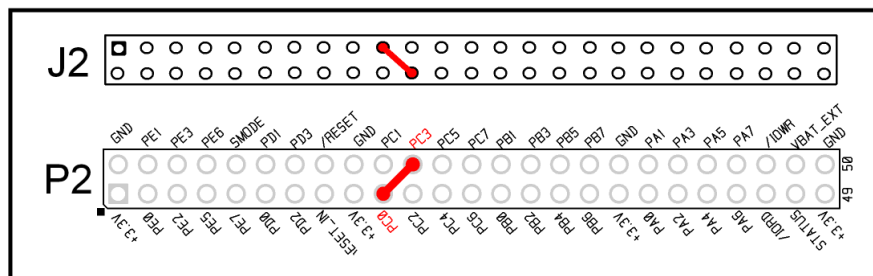 J2
GND PE1 PE3 PE6 SMODE PD1 PD3 /RESET GND PC1 PC3 PC5 PC7 PB1 PB3 PB5 PB7 GND PA1 PA3 PA5 PA7 /IOWR VBAT_EXT GND
P2
50
49
+3.3V PE0 PE2 PE5 PE7 PD0 PD2 RESET_IN +3.3V PC0 PC2 PC4 PC6 PB0 PB2 PB4 PB6 +3.3V PA0 PA2 PA4 PA6 /IORD STATUS +3.3V